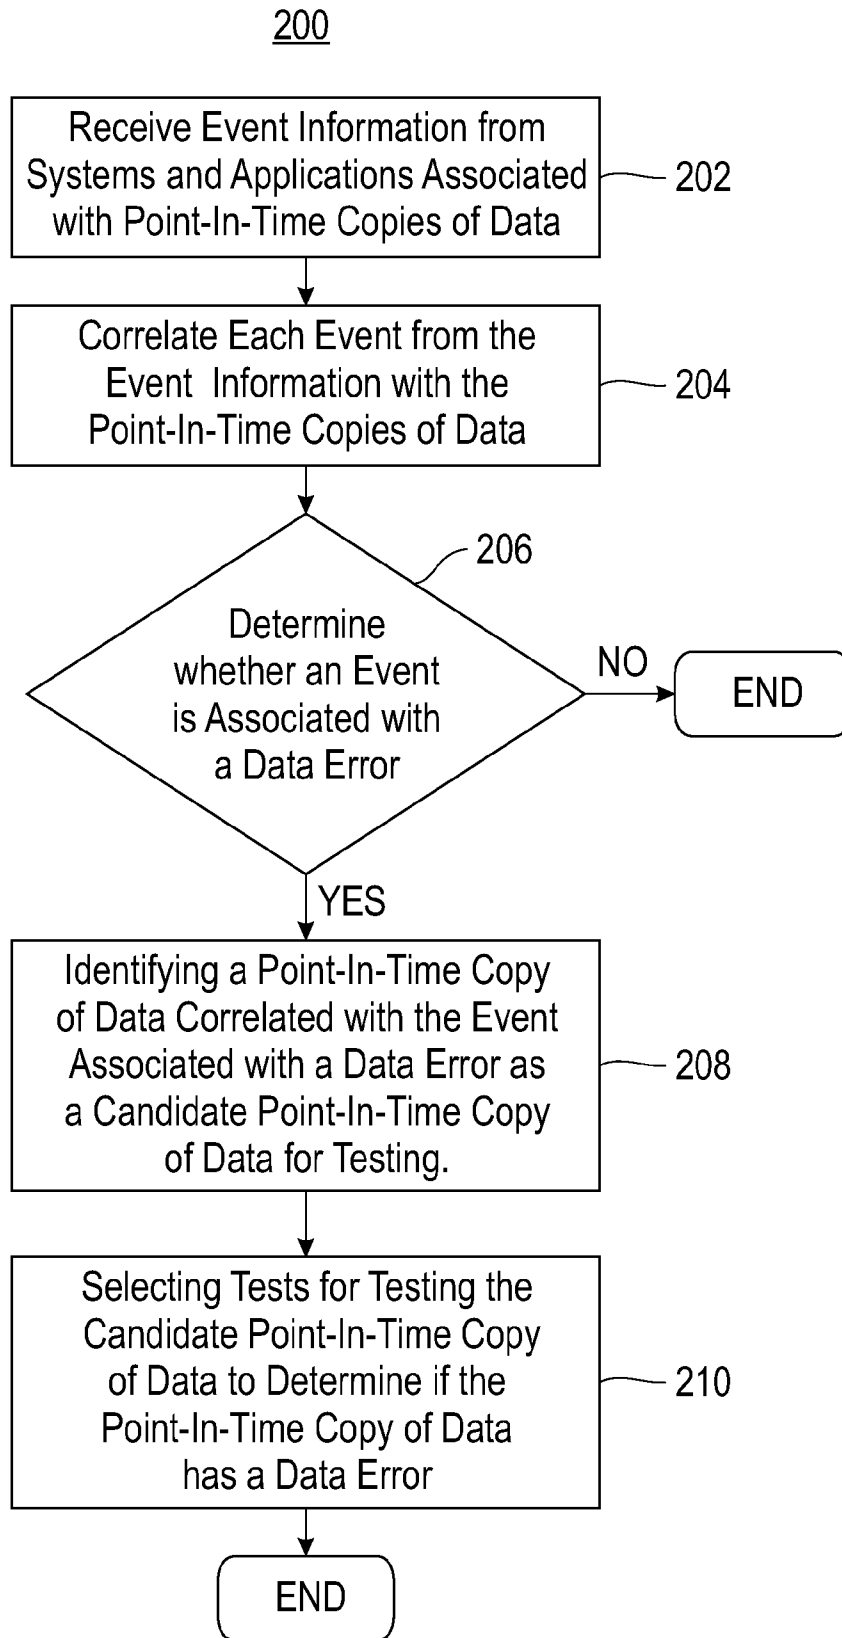 200
Receive Event Information from
Systems and Applications Associated
with Point-In-Time Copies of Data
202
Correlate Each Event from the
Event Information with the
Point-In-Time Copies of Data
204
206
Determine
whether an Event
is Associated with
a Data Error
NO
END
YES
Identifying a Point-In-Time Copy
of Data Correlated with the Event
Associated with a Data Error as
a Candidate Point-In-Time Copy
of Data for Testing.
208
Selecting Tests for Testing the
Candidate Point-In-Time Copy
of Data to Determine if the
Point-In-Time Copy of Data
has a Data Error
210
END